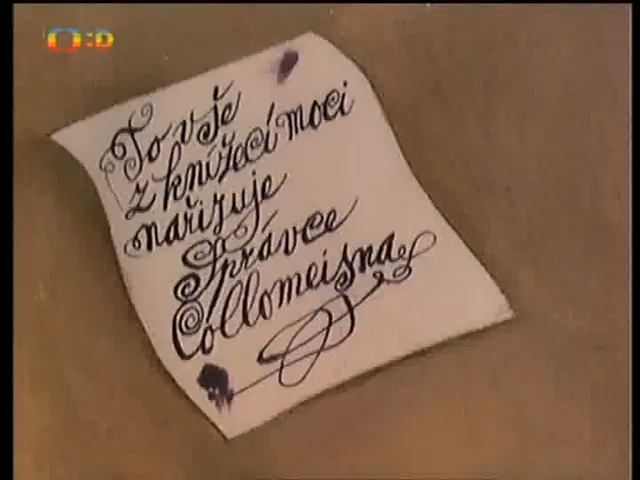 :D
To vše
z knížecí moci
nařizuje
Správce
Collomeisna